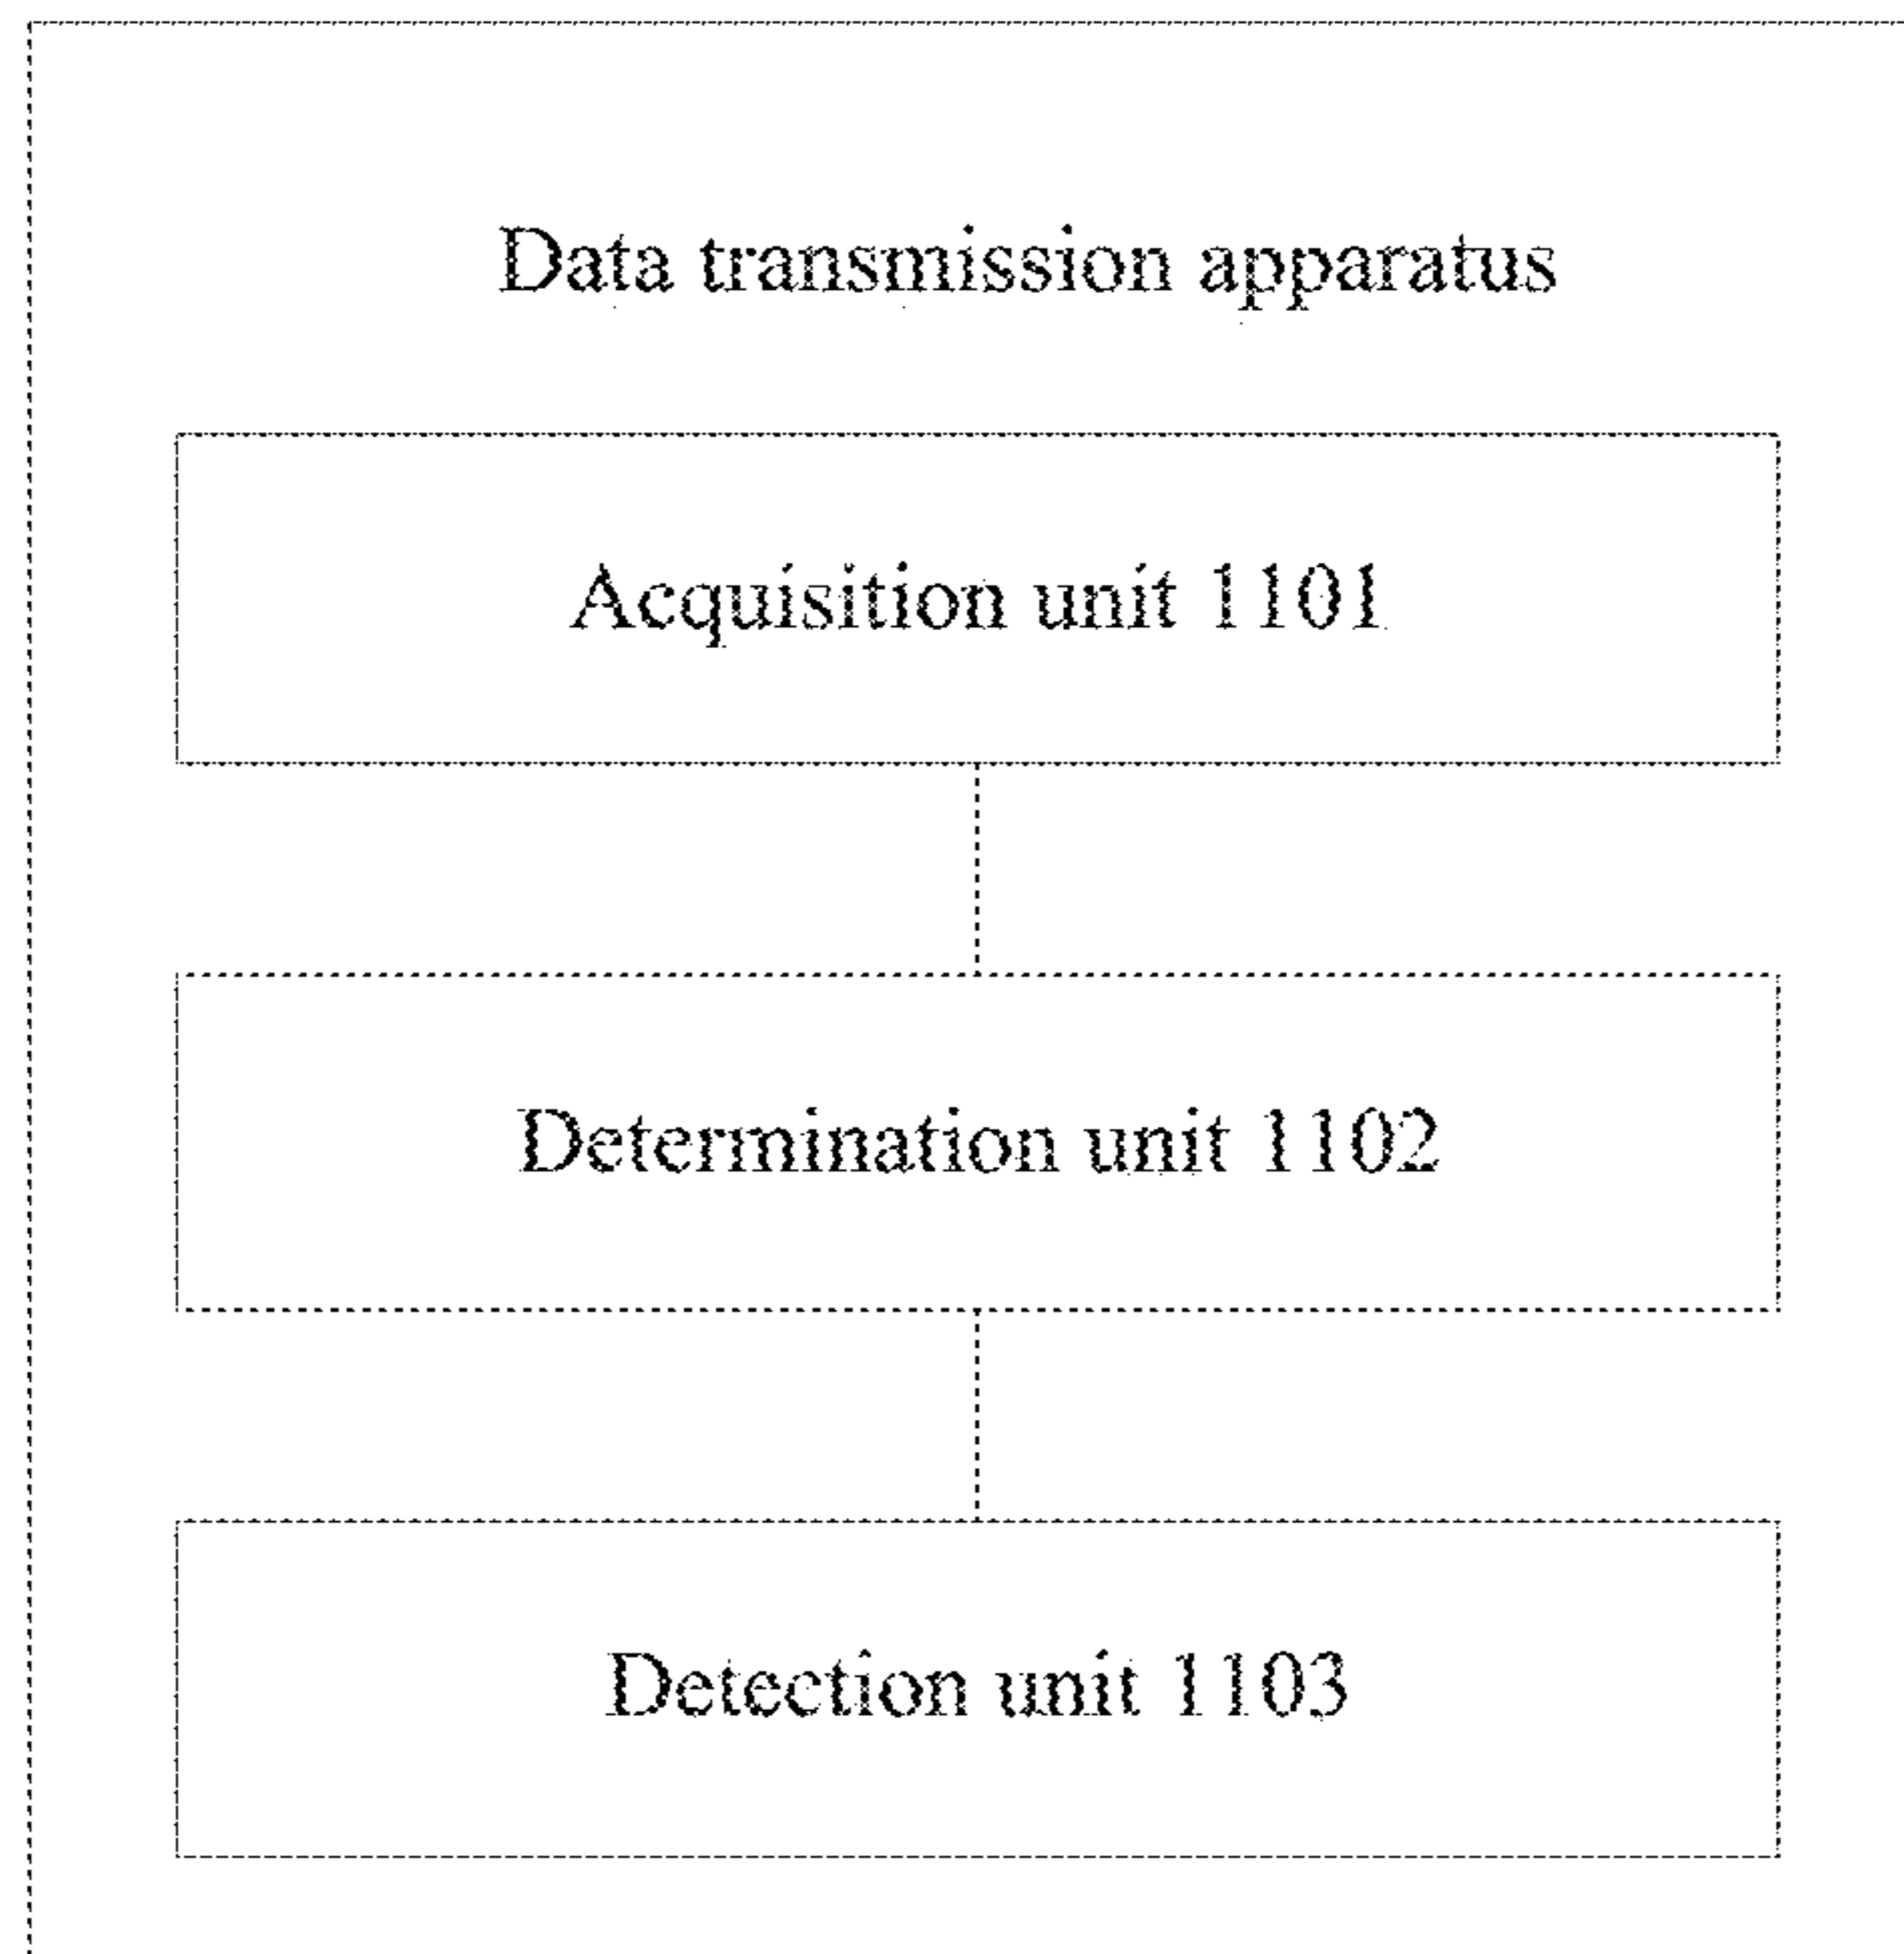 Data transmission apparatus
Acquisition unit 1101
Determination unit 1102
Detection unit 1103